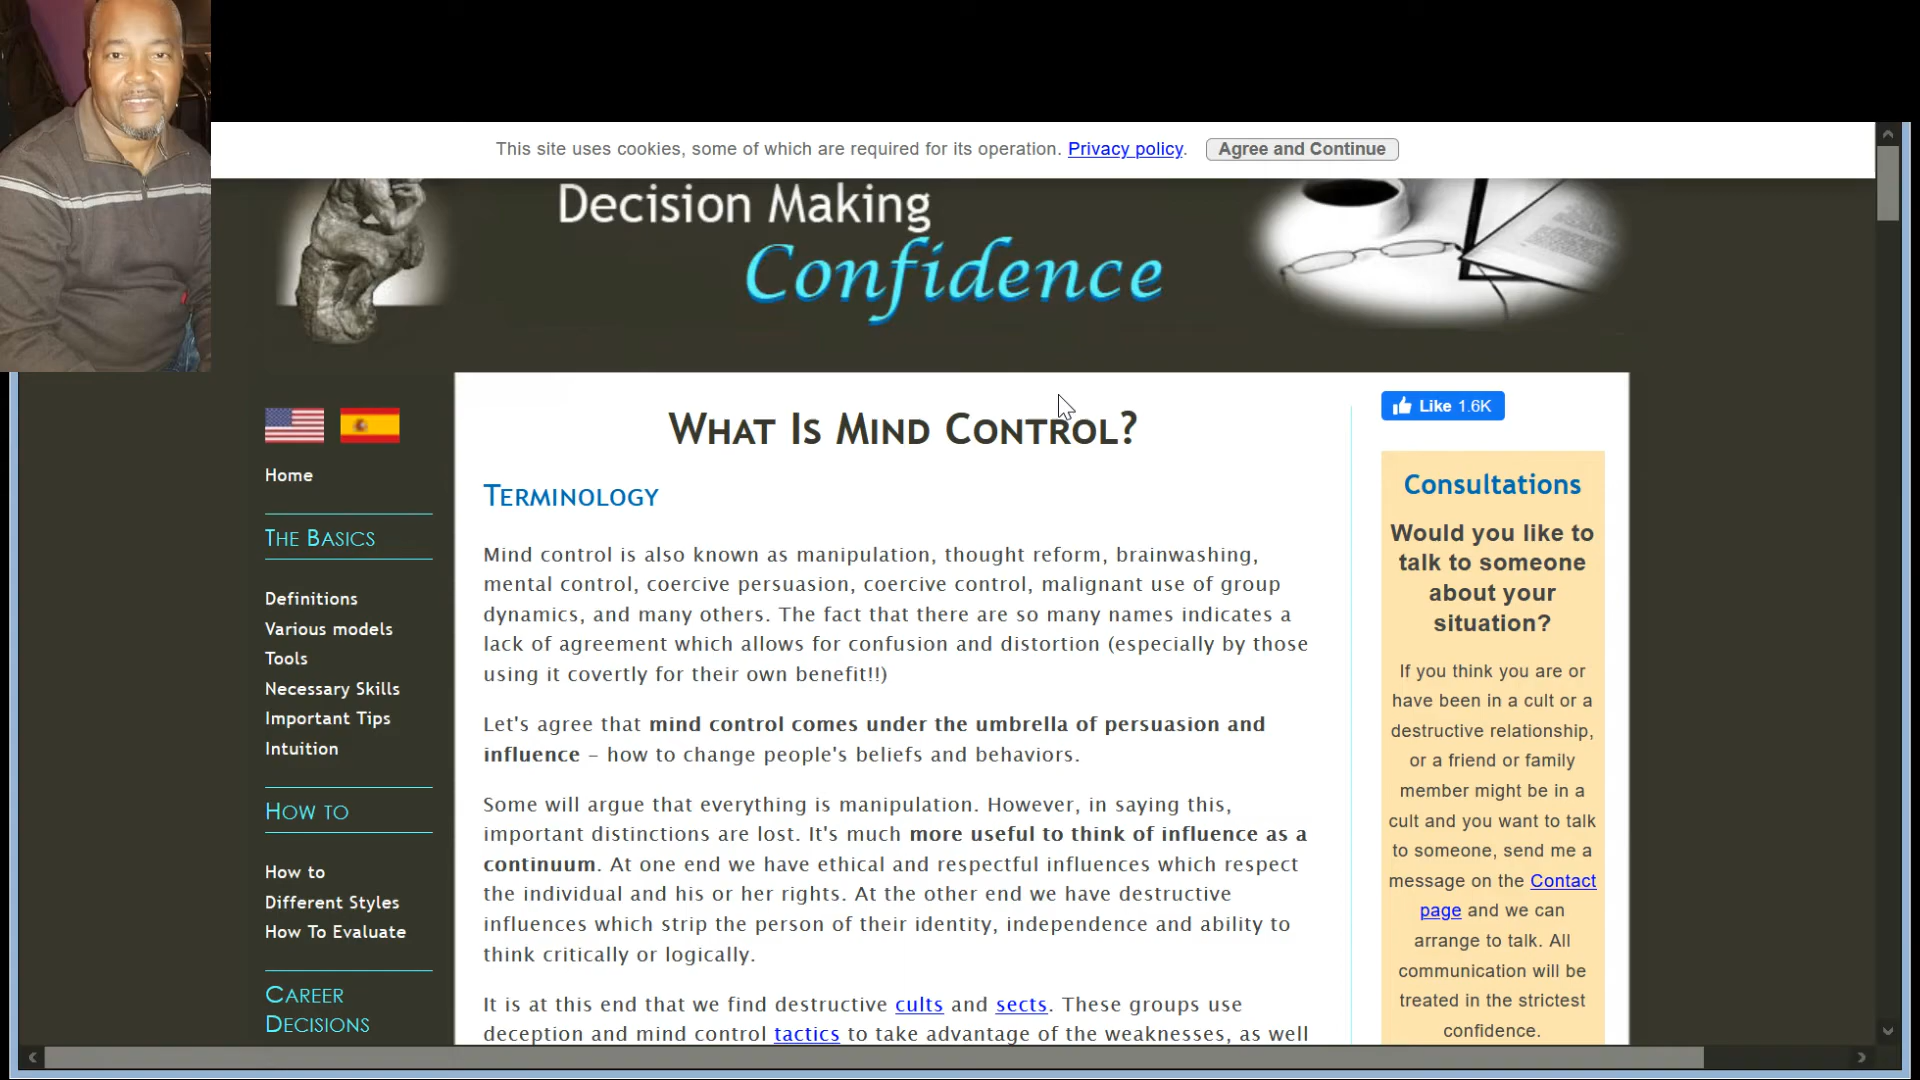 This site uses cookies, some of which are required for its operation. Privacy policy. Agree and Continue
Decision Making
Confidence
Home
THE BASICS
Definitions
Various models
Tools
Necessary Skills
Important Tips
Intuition
HOW TO
How to
Different Styles
How To Evaluate
CAREER
DECISIONS
WHAT IS MIND CONTROL?
TERMINOLOGY
Mind control is also known as manipulation, thought reform, brainwashing,
mental control, coercive persuasion, coercive control, malignant use of group
dynamics, and many others. The fact that there are so many names indicates a
lack of agreement which allows for confusion and distortion (especially by those
using it covertly for their own benefit!!)
Let's agree that mind control comes under the umbrella of persuasion and
influence – how to change people's beliefs and behaviors.
Some will argue that everything is manipulation. However, in saying this,
important distinctions are lost. It's much more useful to think of influence as a
continuum. At one end we have ethical and respectful influences which respect
the individual and his or her rights. At the other end we have destructive
influences which strip the person of their identity, independence and ability to
think critically or logically.
It is at this end that we find destructive cults and sects. These groups use
deception and mind control tactics to take advantage of the weaknesses, as well
Like 1.6K
Consultations
Would you like to
talk to someone
about your
situation?
If you think you are or
have been in a cult or a
destructive relationship,
or a friend or family
member might be in a
cult and you want to talk
to someone, send me a
message on the Contact
page and we can
arrange to talk. All
communication will be
treated in the strictest
confidence.